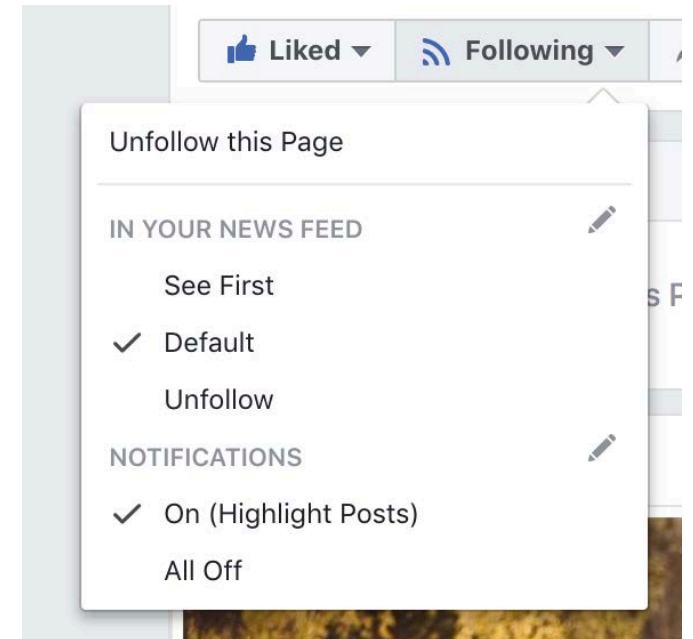 Liked Following
Unfollow this Page
IN YOUR NEWS FEED
See First
s P
Default
Unfollow
NOTIFICATIONS
On (Highlight Posts)
All Off